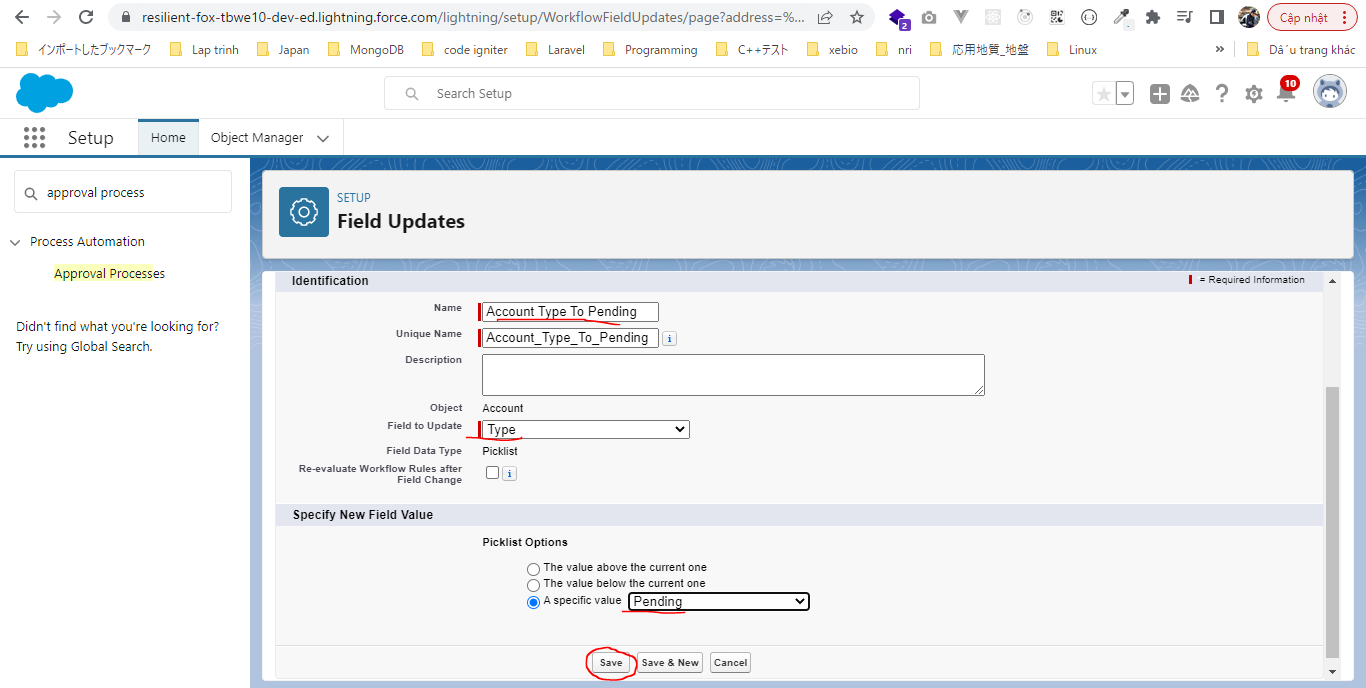 resilient-fox-tbwe10-dev-ed.lightning.force.com/lightning/setup/WorkflowFieldUpdates/page?address=%...
2
Cập nhật
インポートしたブックマーク
Lap trinh
Japan
MongoDB
code igniter
Laravel
Programming
C++テスト
xebio
nri
応用地質_地盤
Linux
»
Dấu trang khác
Search Setup
10
Setup
Home
Object Manager
approval process
Process Automation
Approval Processes
Didn't find what you're looking for?
Try using Global Search.
SETUP
Field Updates
Identification
= Required Information
Name
Account Type To Pending
Unique Name
Account_Type_To_Pending
i
Description
Object
Account
Field to Update
Type
Field Data Type
Picklist
Re-evaluate Workflow Rules after
Field Change
i
Specify New Field Value
Picklist Options
The value above the current one
The value below the current one
A specific value
Pending
Save
Save & New
Cancel